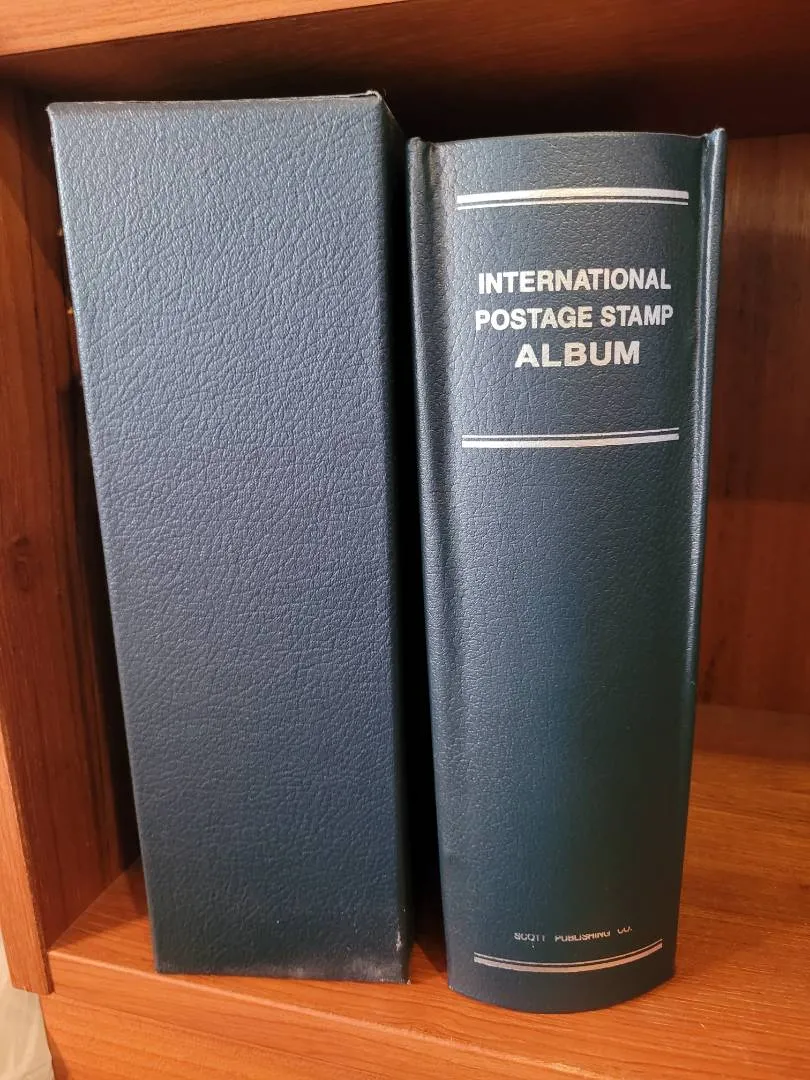 INTERNATIONAL
POSTAGE STAMP
ALBUM
SCOTT PUBLISHING CO.